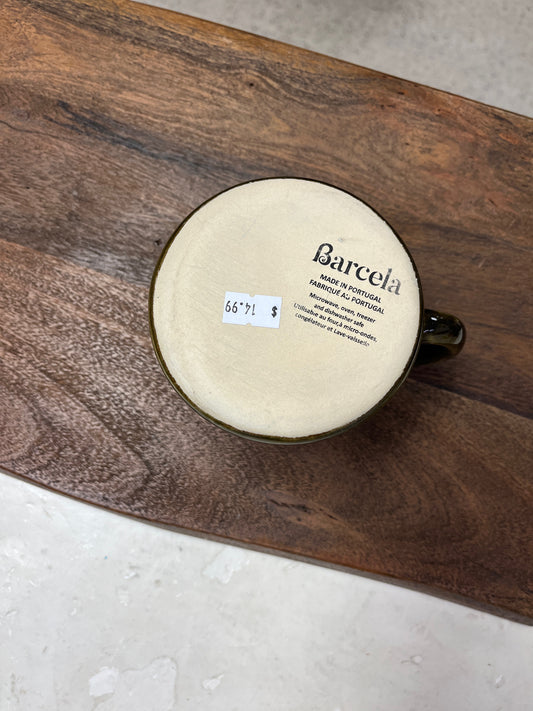 Barcela
MADE IN PORTUGAL
FABRIQUÉ AU PORTUGAL
Microwave, oven, freezer
and dishwasher safe
Utilisable au four,à micro-ondes,
congélateur et Lave-vaisselle
$ 14.99